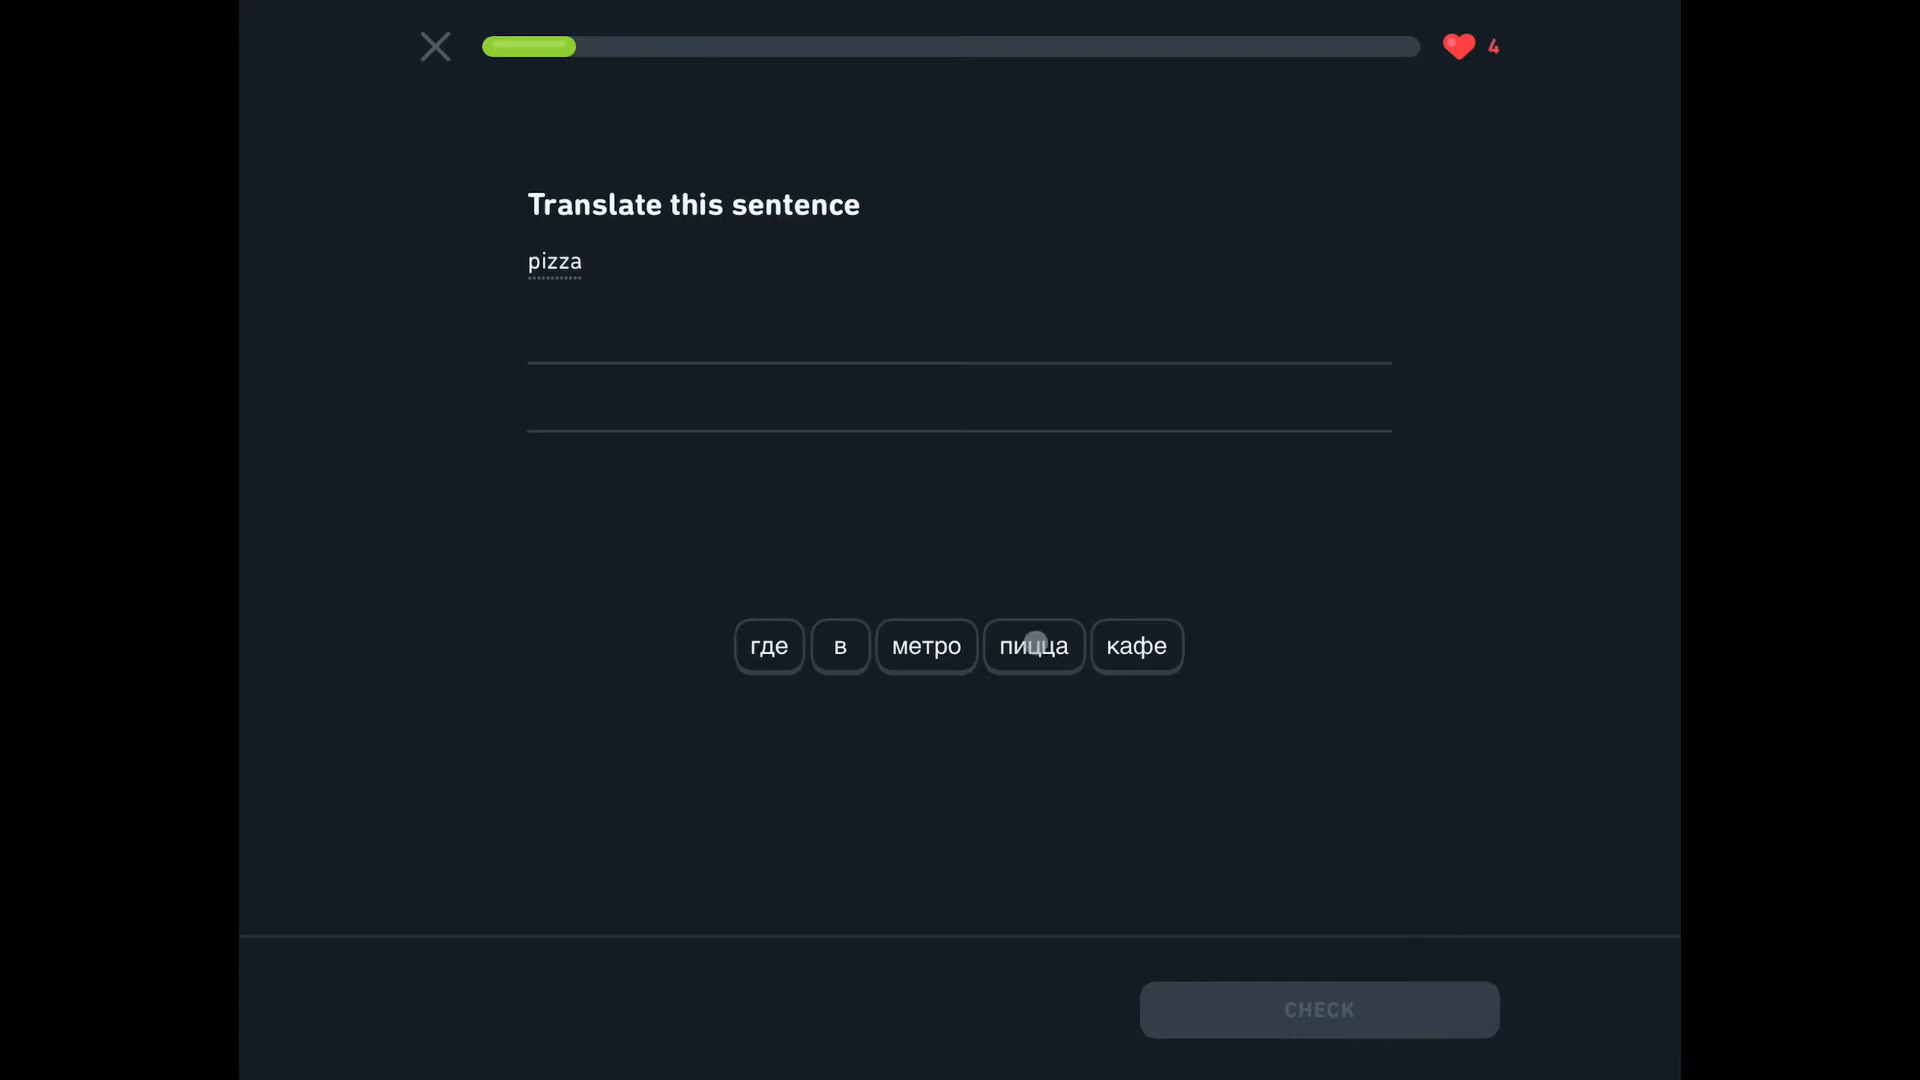 4
Translate this sentence
pizza
где в метро пицца кафе
CHECK